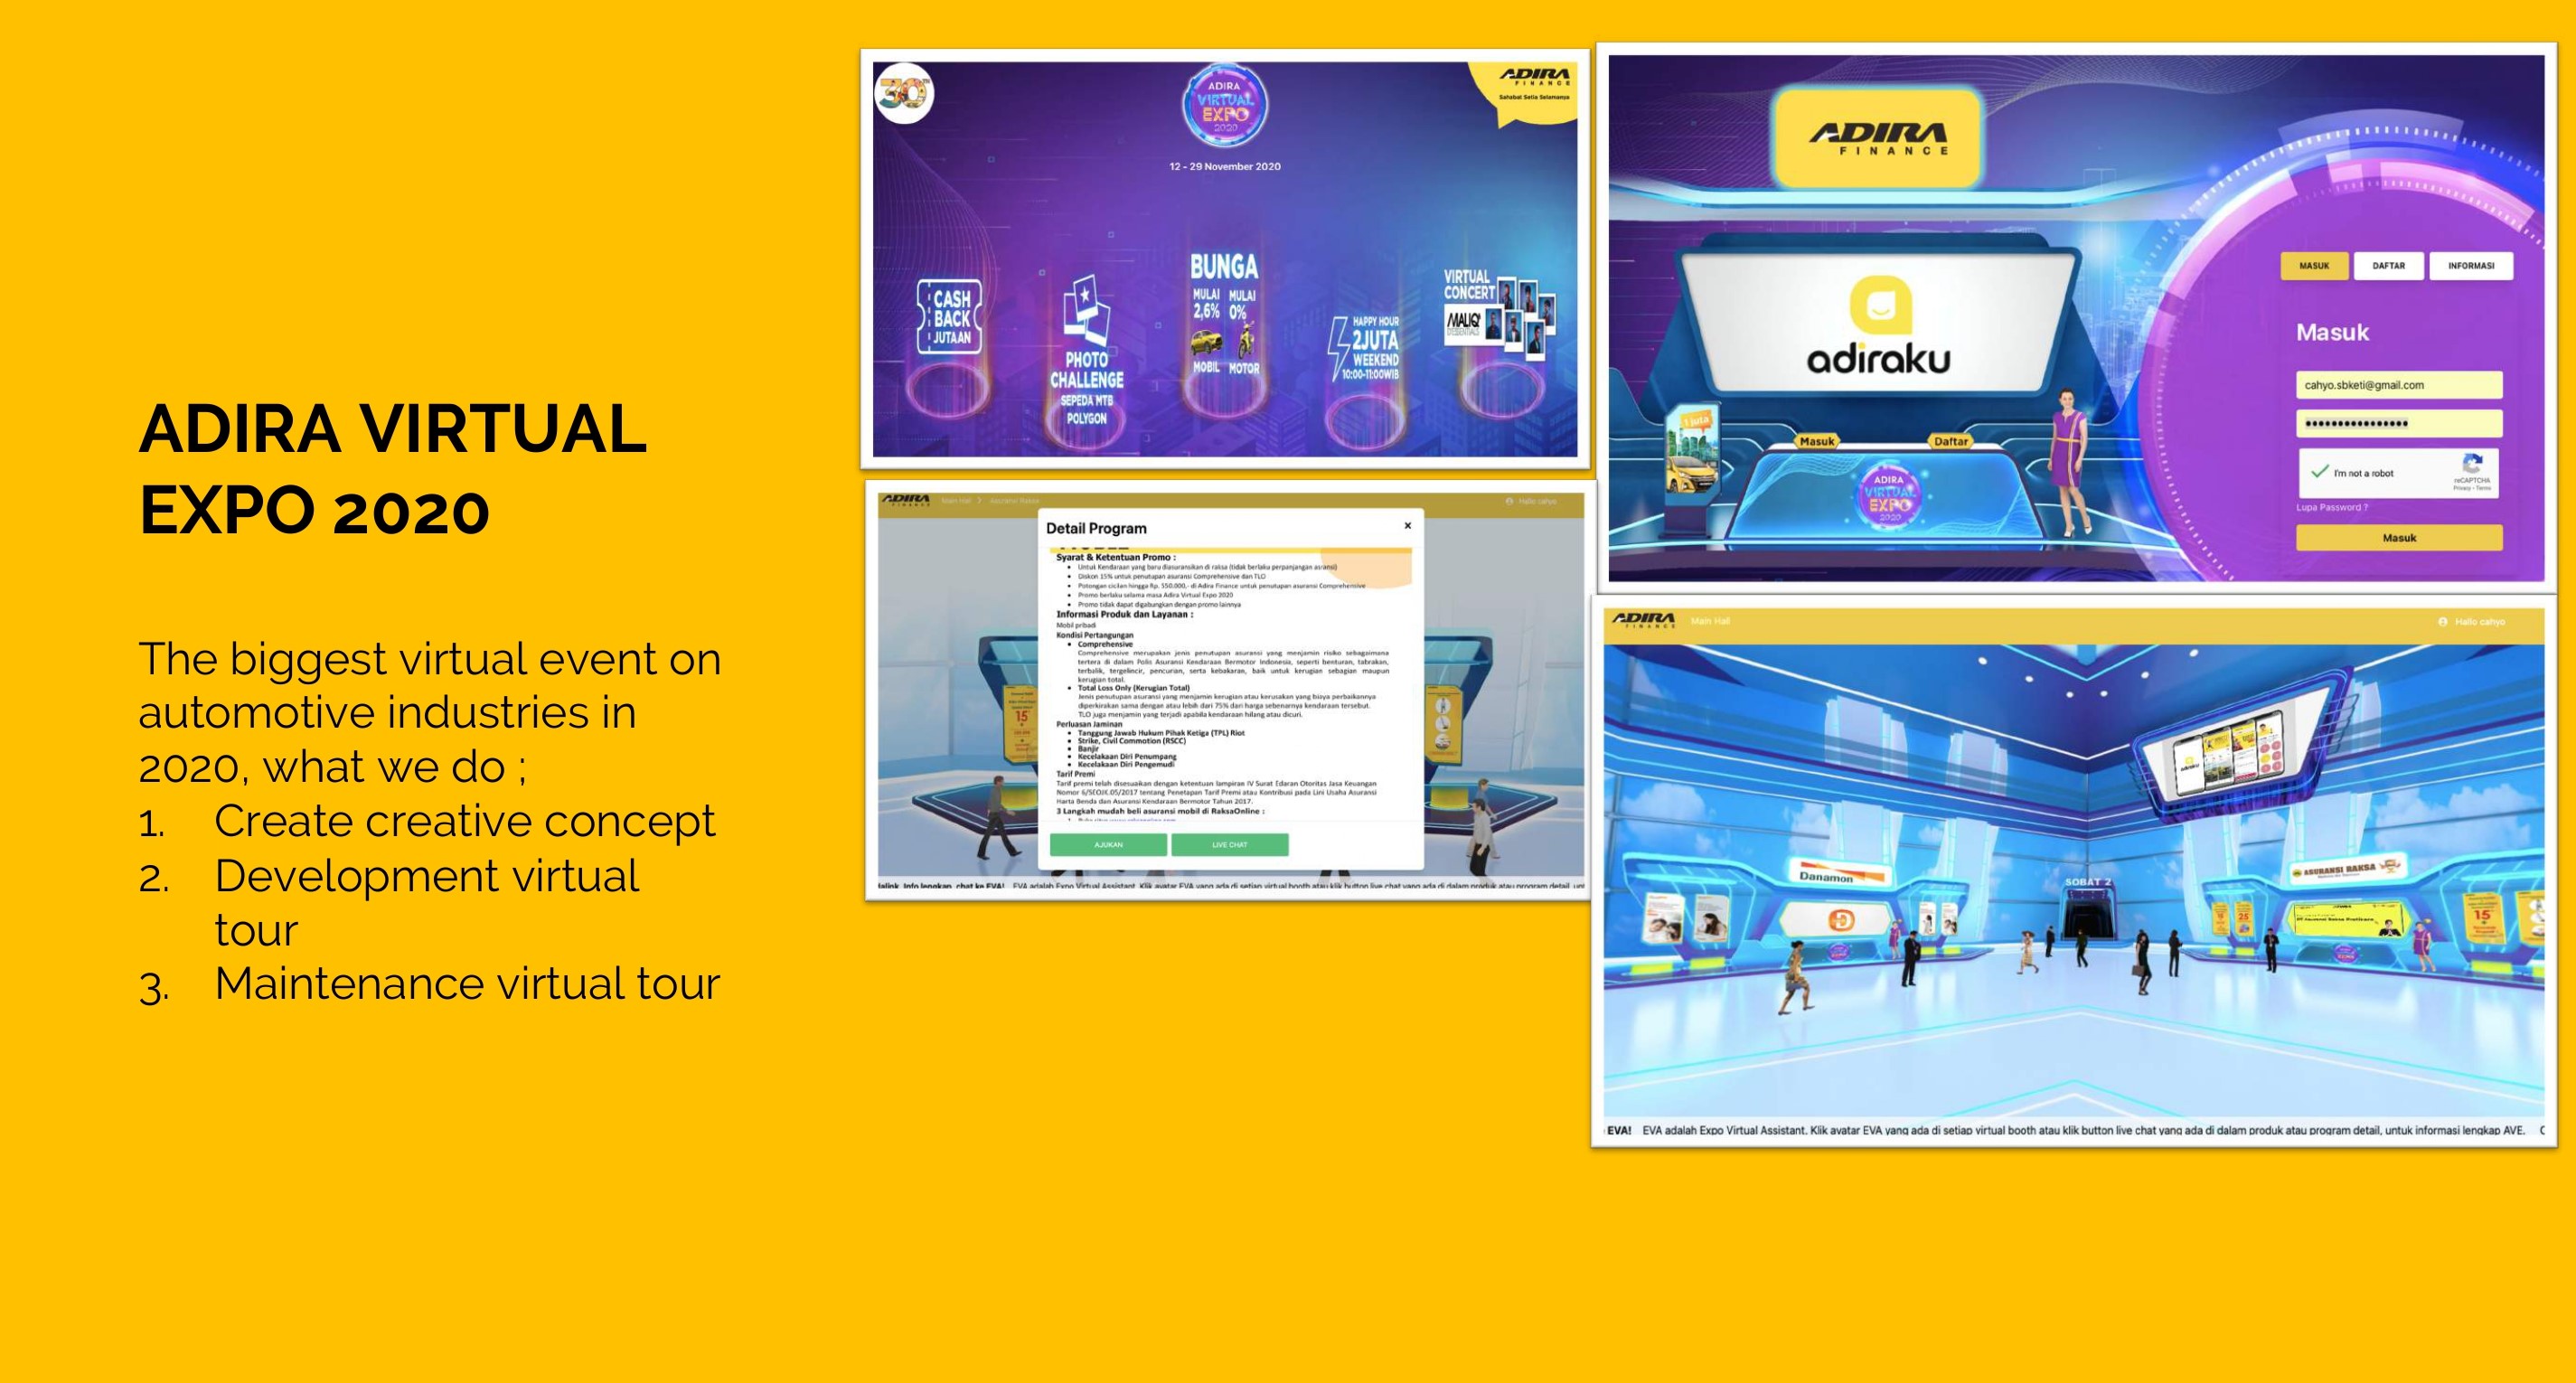 ADIRA VIRTUAL
EXPO 2020
The biggest virtual event on
automotive industries in
2020, what we do ;
1. Create creative concept
2. Development virtual
tour
3. Maintenance virtual tour
30
ADIRA
VIRTUAL
EXPO
2020
12 - 29 November 2020
ADIRA
FINANCE
Sahabat Setia Selamanya
CASH
BACK
JUTAAN
PHOTO
CHALLENGE
SEPEDA MTB
POLYGON
BUNGA
MULAI MULAI
2,6% 0%
MOBIL MOTOR
HAPPY HOUR
2JUTA
WEEKEND
10:00-11:00WIB
VIRTUAL
CONCERT
MALIQ
ADIRA
FINANCE
adiraku
1 juta
Masuk
Daftar
ADIRA
VIRTUAL
EXPO
2020
MASUK
DAFTAR
INFORMASI
Masuk
cahyo.sbketi@gmail.com
I'm not a robot
reCAPTCHA
Privacy - Terms
Lupa Password ?
Masuk
ADIRA
FINANCE
Main Hall > Asuransi Raksa
Hallo cahyo
Detail Program
×
Syarat & Ketentuan Promo :
• Untuk Kendaraan yang baru diasuransikan di raksa (tidak berlaku perpanjangan asransi)
• Diskon 15% untuk penutupan asuransi Comprehensive dan TLO
• Potongan cicilan hingga Rp. 550.000,- di Adira Finance untuk penutupan asuransi Comprehensive
• Promo berlaku selama masa Adira Virtual Expo 2020
• Promo tidak dapat digabungkan dengan promo lainnya
Informasi Produk dan Layanan :
Mobil pribadi
Kondisi Pertangungan
• Comprehensive
Comprehensive merupakan jenis penutupan asuransi yang menjamin risiko sebagaimana
tertera di dalam Polis Asuransi Kendaraan Bermotor Indonesia, seperti benturan, tabrakan,
terbalik, tergelincir, pencurian, serta kebakaran, baik untuk kerugian sebagian maupun
kerugian total.
• Total Loss Only (Kerugian Total)
Jenis penutupan asuransi yang menjamin kerugian atau kerusakan yang biaya perbaikannya
diperkirakan sama dengan atau lebih dari 75% dari harga sebenarnya kendaraan tersebut.
TLO juga menjamin yang terjadi apabila kendaraan hilang atau dicuri.
Perluasan Jaminan
• Tanggung Jawab Hukum Pihak Ketiga (TPL) Riot
• Strike, Civil Commotion (RSCC)
• Banjir
• Kecelakaan Diri Penumpang
• Kecelakaan Diri Pengemudi
Tarif Premi
Tarif premi telah disesuaikan dengan ketentuan lampiran IV Surat Edaran Otoritas Jasa Keuangan
Nomor 6/SEOJK.05/2017 tentang Penetapan Tarif Premi atau Kontribusi pada Lini Usaha Asuransi
Harta Benda dan Asuransi Kendaraan Bermotor Tahun 2017.
3 Langkah mudah beli asuransi mobil di RaksaOnline :
AJUKAN
LIVE CHAT
15
Info lengkap, chat ke EVA! EVA adalah Expo Virtual Assistant. Klik avatar EVA yang ada di setiap virtual booth atau klik button live chat yang ada di dalam produk atau program detail,
ADIRA
FINANCE
Main Hall
Hallo cahyo
adiraku
Danamon
SOBAT 2
ASURANSI RAKSA
15
25
15
EVA! EVA adalah Expo Virtual Assistant. Klik avatar EVA yang ada di setiap virtual booth atau klik button live chat yang ada di dalam produk atau program detail, untuk informasi lengkap AVE.